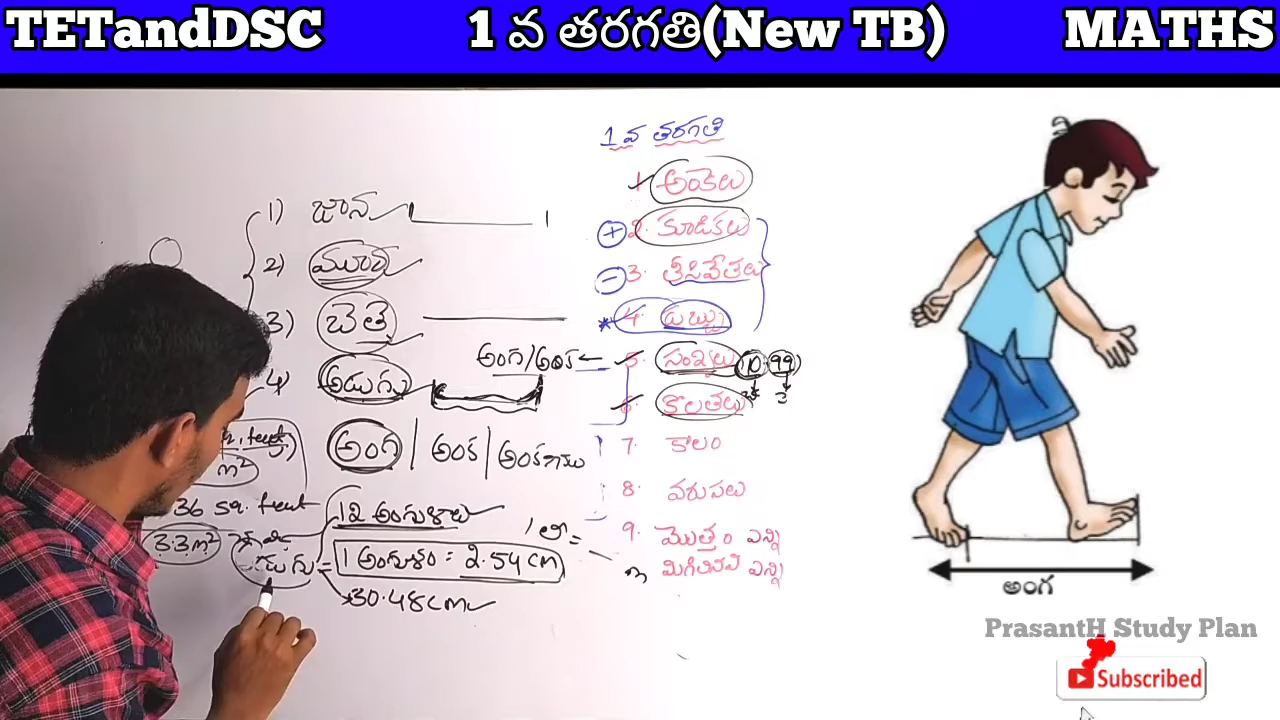 TETandDSC 1 వ తరగతి(New TB) MATHS
1 వ తరగతి
1. అంకెలు
+ 2. కూడికలు
- 3. తీసివేతలు
* 4. డబ్బు
అంగ/అంక ← 5. సంఖ్యలు 10 99
6. కొలతలు
7. కాలం
8. వరుసలు
9. మొత్తం ఎన్ని
మిగిలినవి ఎన్ని
1) జాన
2) మూర
3) బెత్తె
4) అడుగు
అంగ | అంక |
m²
36 sq. feet
3.3m²
12 అంగుళాలు
1 అంగుళం = 2.54 cm
30.48cm
అంగ
PrasantH Study Plan
Subscribed